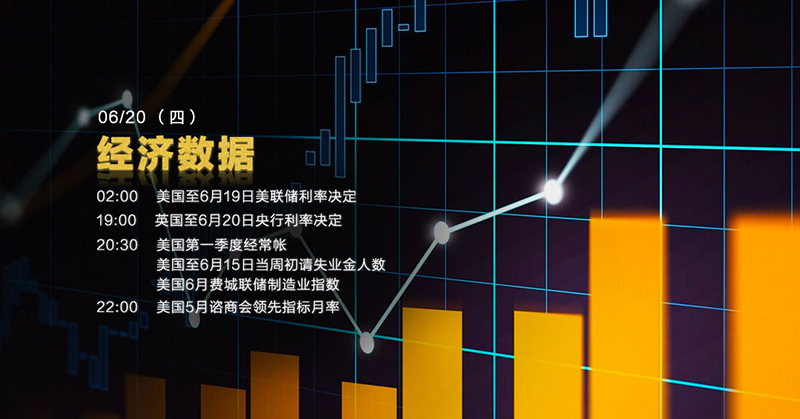 06/20（四）
经济数据
02:00 美国至6月19日美联储利率决定
19:00 英国至6月20日央行利率决定
20:30 美国第一季度经常帐
美国至6月15日当周初请失业金人数
美国6月费城联储制造业指数
22:00 美国5月谘商会领先指标月率